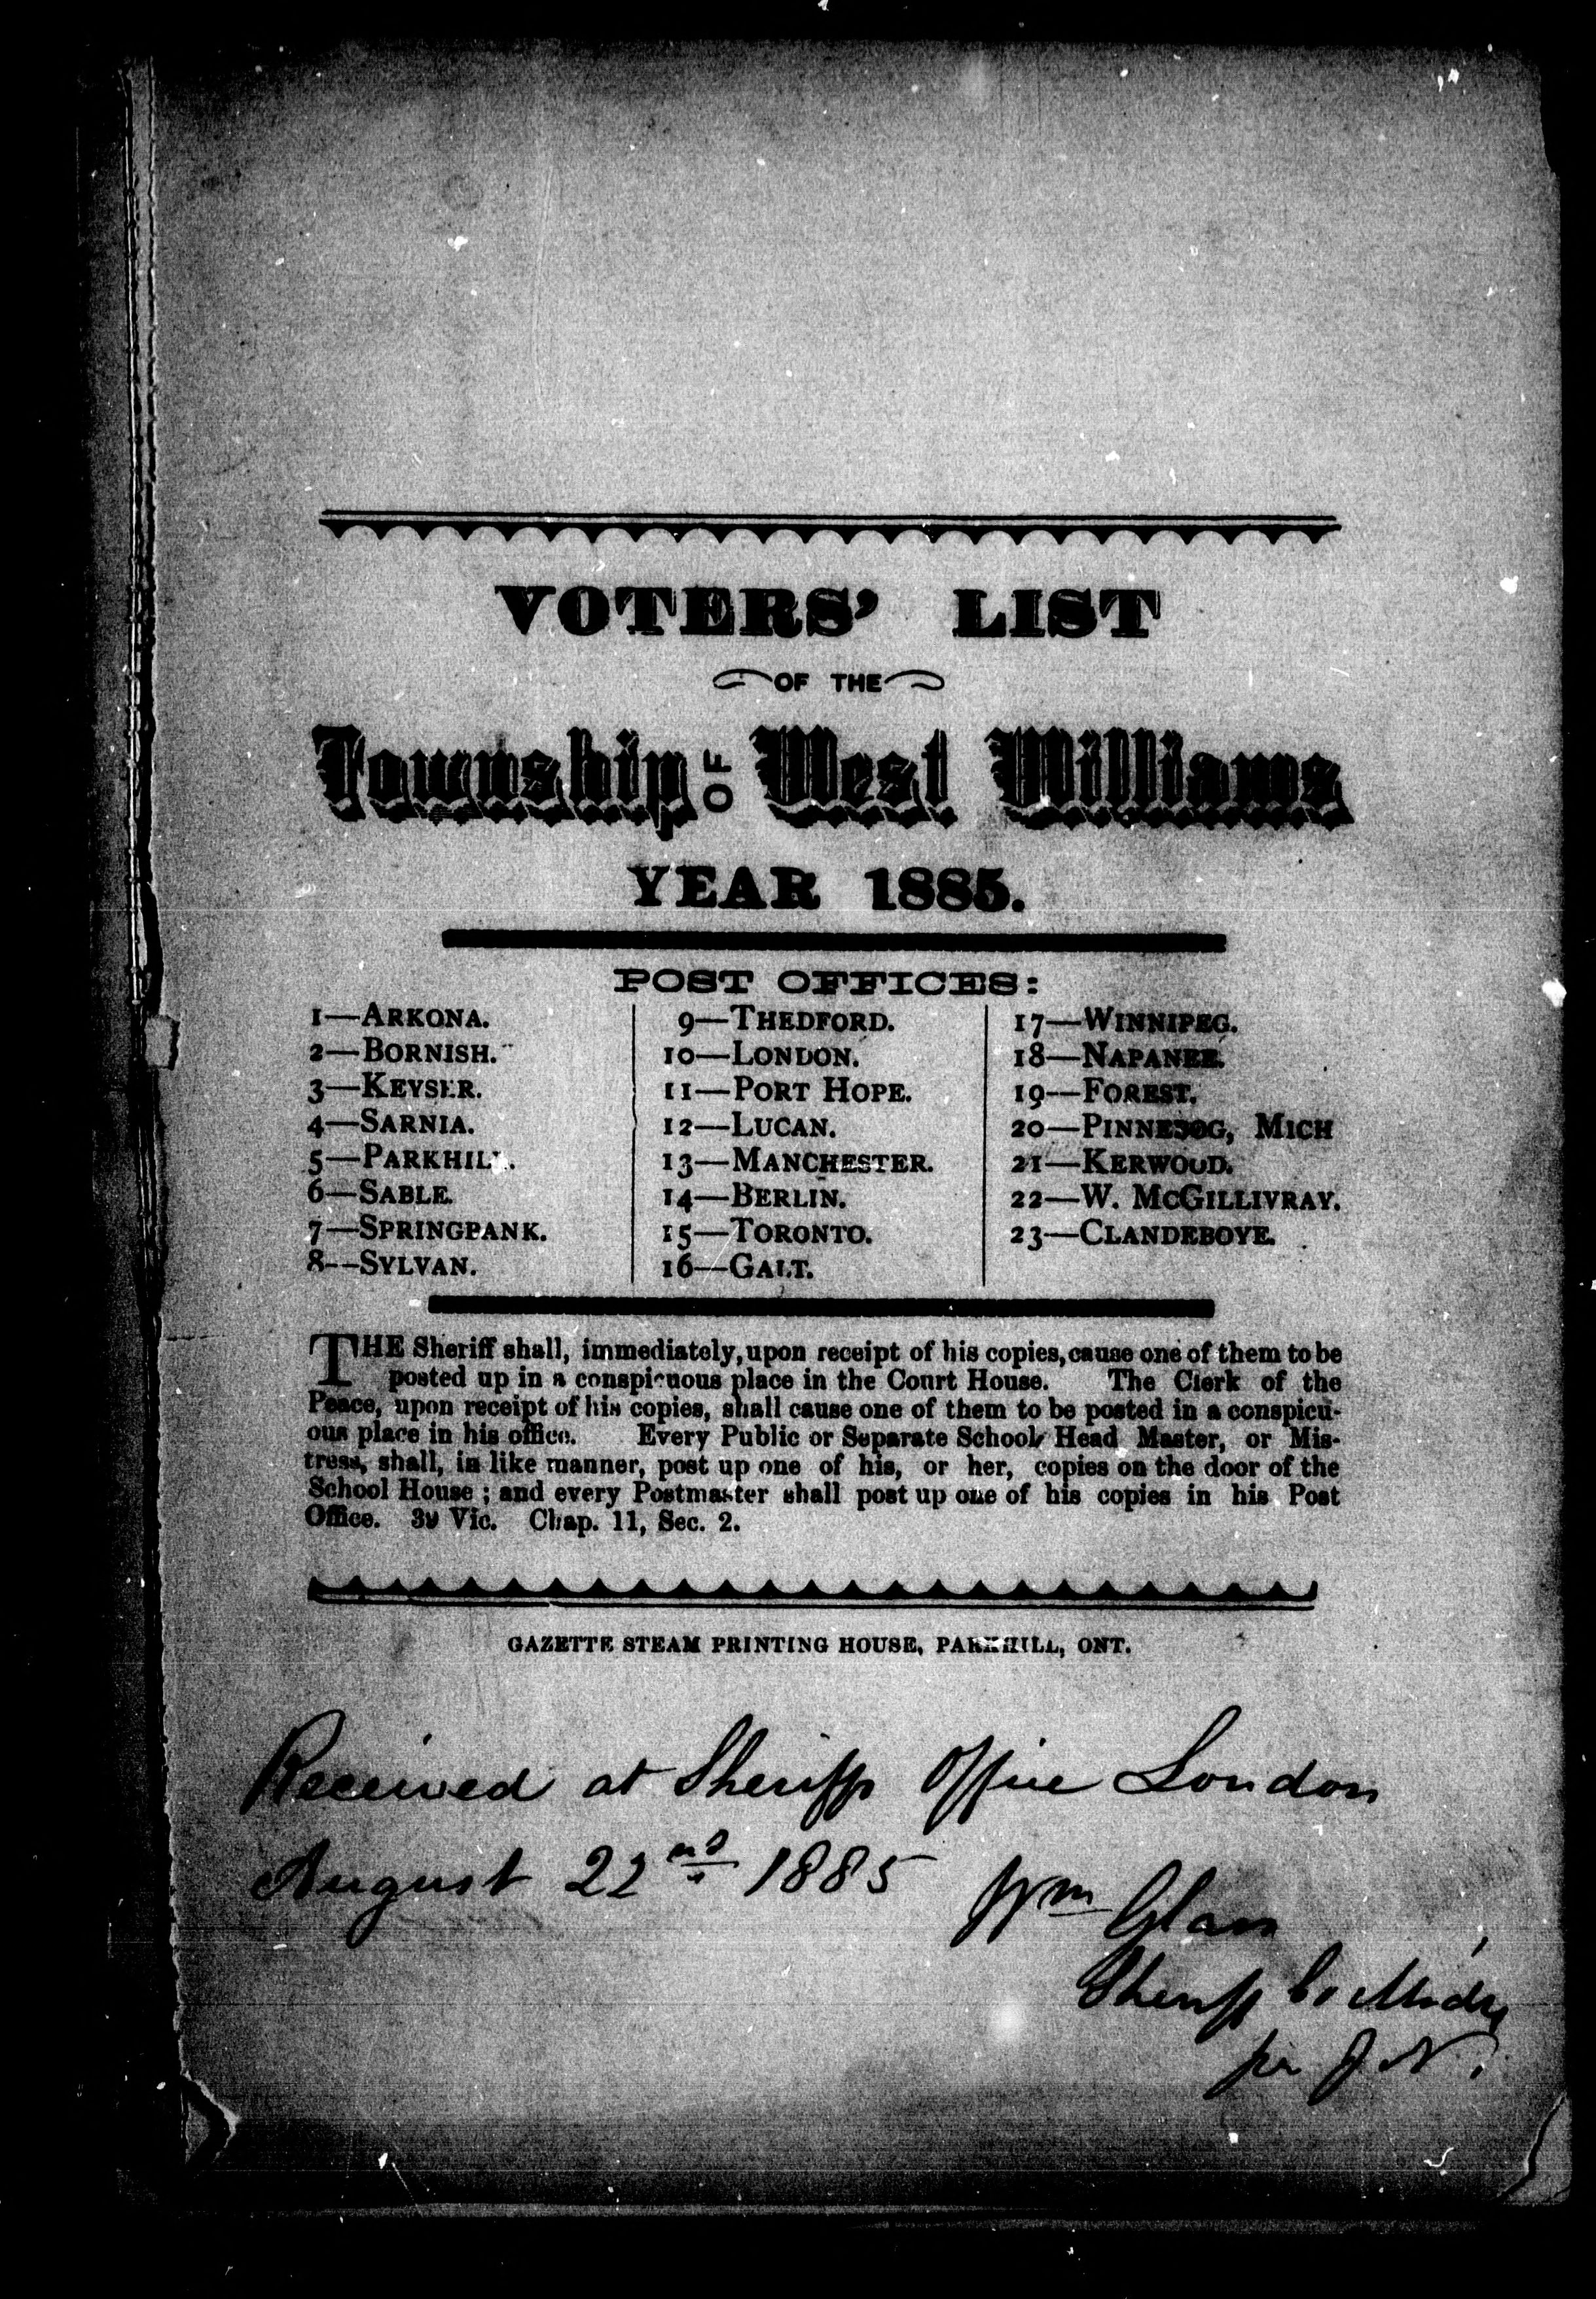 VOTERS' LIST
OF THE
Township OF West Williams
YEAR 1885.
POST OFFICES:
1—ARKONA.
2—BORNISH.
3—KEYSER.
4—SARNIA.
5—PARKHILL.
6—SABLE.
7—SPRINGBANK.
8—SYLVAN.
9—THEDFORD.
10—LONDON.
11—PORT HOPE.
12—LUCAN.
13—MANCHESTER.
14—BERLIN.
15—TORONTO.
16—GALT.
17—WINNIPEG.
18—NAPANEE.
19—FOREST.
20—PINNEBOG, MICH
21—KERWOOD.
22—W. MCGILLIVRAY.
23—CLANDEBOYE.
THE Sheriff shall, immediately, upon receipt of his copies, cause one of them to be
posted up in a conspicuous place in the Court House. The Clerk of the
Peace, upon receipt of his copies, shall cause one of them to be posted in a conspicu-
ous place in his office. Every Public or Separate School Head Master, or Mis-
tress, shall, in like manner, post up one of his, or her, copies on the door of the
School House ; and every Postmaster shall post up one of his copies in his Post
Office. 39 Vic. Chap. 11, Sec. 2.
GAZETTE STEAM PRINTING HOUSE, PARKHILL, ONT.
Received at Sheriffs Office London
August 22nd 1885
Wm Glass
Sheriff Co Middx
per J N.